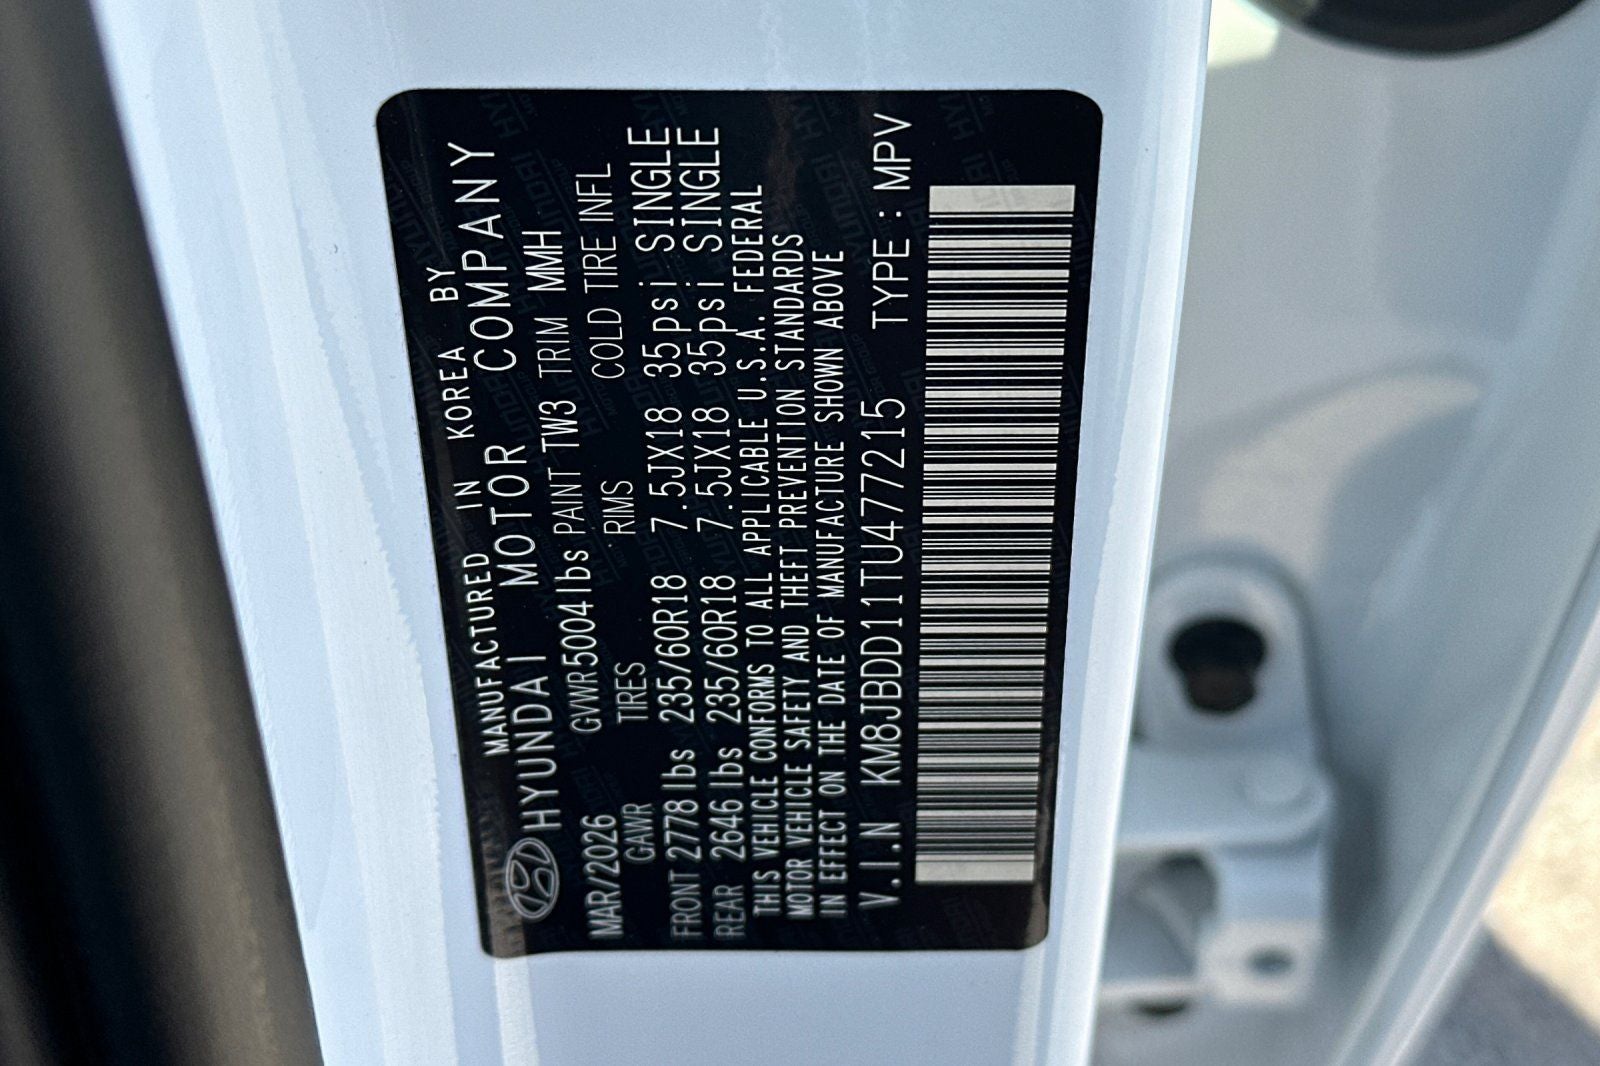 MANUFACTURED IN KOREA BY
HYUNDAI MOTOR COMPANY
MAR/2026 GVWR5004lbs PAINT TW3 TRIM MMH
GAWR TIRES RIMS COLD TIRE INFL
FRONT 2778lbs 235/60R18 7.5JX18 35psi SINGLE
REAR 2646lbs 235/60R18 7.5JX18 35psi SINGLE
THIS VEHICLE CONFORMS TO ALL APPLICABLE U.S.A. FEDERAL
MOTOR VEHICLE SAFETY AND THEFT PREVENTION STANDARDS
IN EFFECT ON THE DATE OF MANUFACTURE SHOWN ABOVE
V.I.N KM8JBDD11TU477215 TYPE : MPV